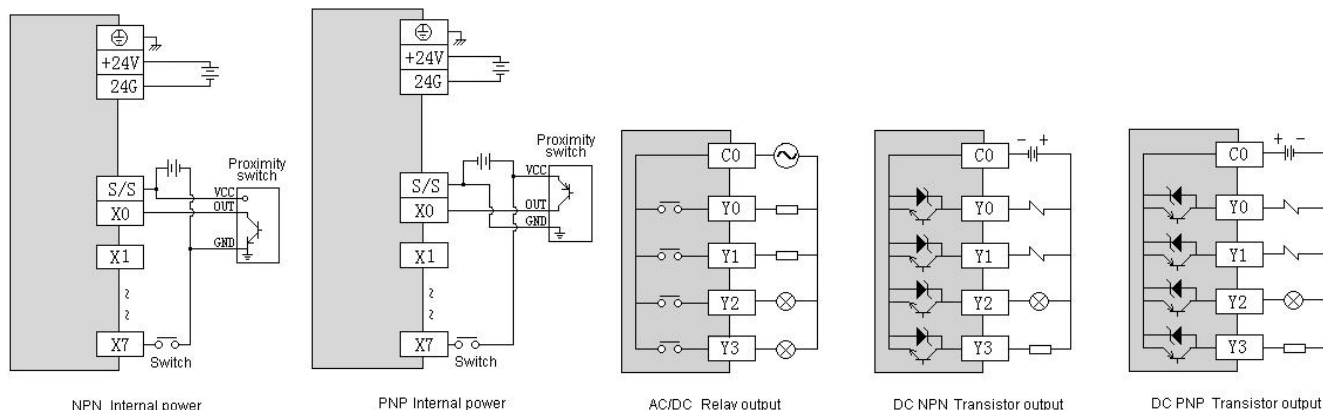 +24V
24G
Proximity
switch
S/S
VCC
OUT
X0
GND
X1
X7
Switch
NPN Internal power
+24V
24G
Proximity
switch
VCC
S/S
OUT
X0
GND
X1
X7
Switch
PNP Internal power
C0
Y0
Y1
Y2
Y3
AC/DC Relay output
- +
C0
Y0
Y1
Y2
Y3
DC NPN Transistor output
+ -
C0
Y0
Y1
Y2
Y3
DC PNP Transistor output